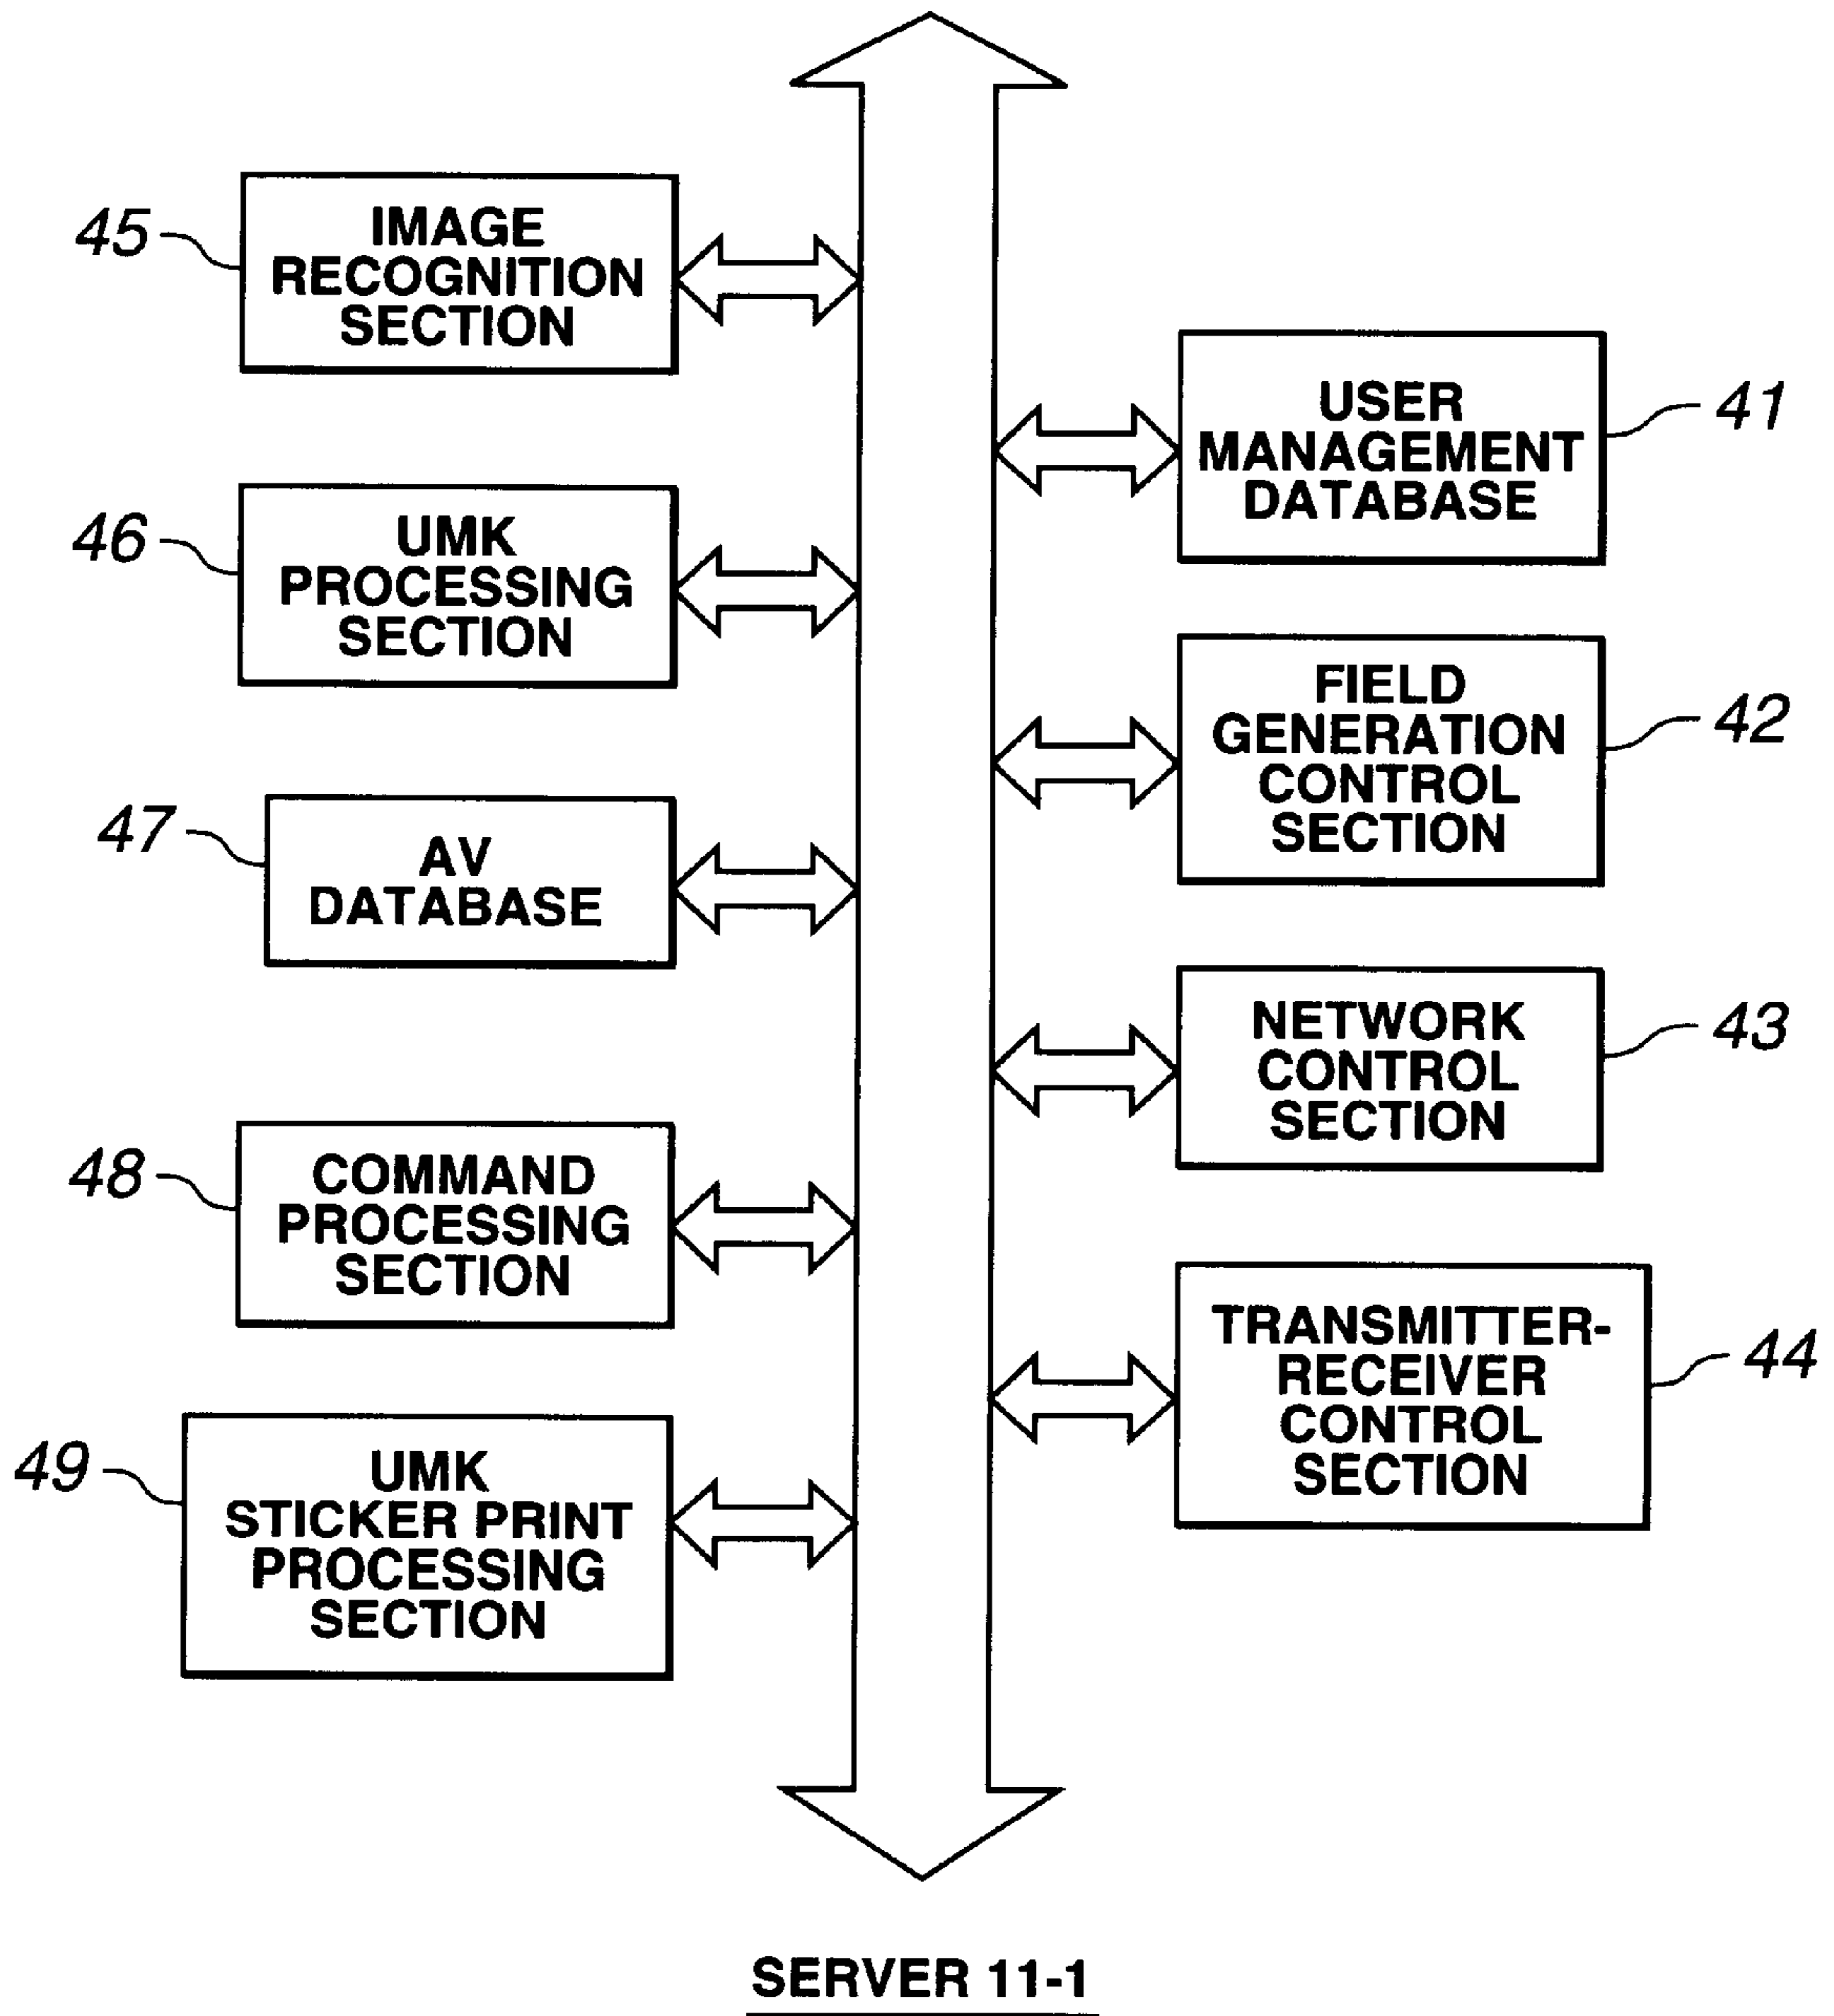 45
IMAGE
RECOGNITION
SECTION
46
UMK
PROCESSING
SECTION
47
AV
DATABASE
48
COMMAND
PROCESSING
SECTION
49
UMK
STICKER PRINT
PROCESSING
SECTION
USER
MANAGEMENT
DATABASE
41
FIELD
GENERATION
CONTROL
SECTION
42
NETWORK
CONTROL
SECTION
43
TRANSMITTER-
RECEIVER
CONTROL
SECTION
44
SERVER 11-1